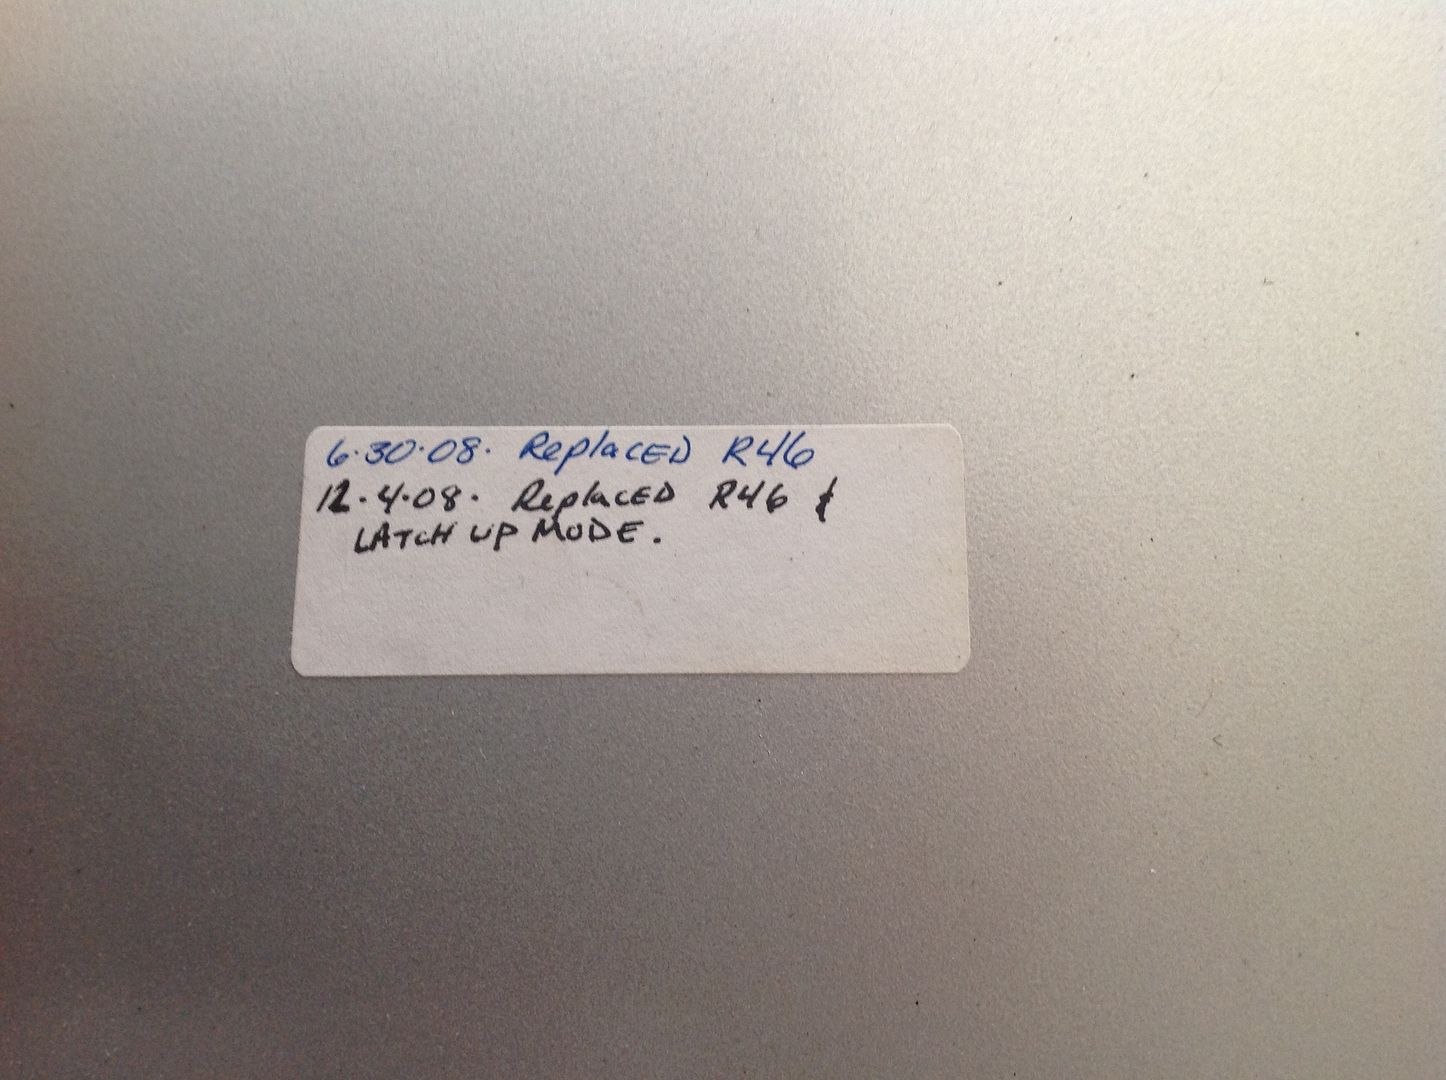 6.30.08. Replaced R46
12.4.08. Replaced R46 &
LATCH UP MODE.